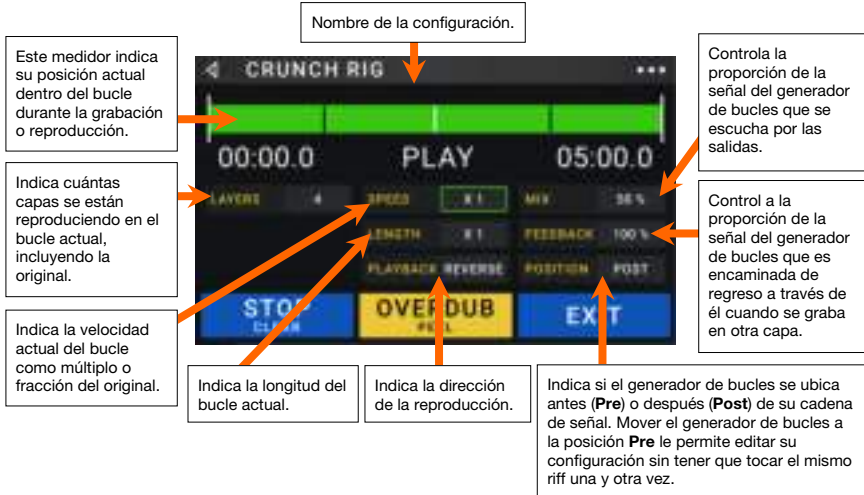 Nombre de la configuración.
Este medidor indica
su posición actual
dentro del bucle
durante la grabación
o reproducción.
Controla la
proporción de la
señal del generador
de bucles que se
escucha por las
salidas.
CRUNCH RIG
00:00.0 PLAY 05:00.0
LAYERS 4 SPEED X 1 MIX 50 %
LENGTH X 1 FEEDBACK 100 %
PLAYBACK REVERSE POSITION POST
STOP OVERDUB
CLEAR PEEL
Indica cuántas
capas se están
reproduciendo en el
bucle actual,
incluyendo la
original.
Control a la
proporción de la
señal del generador
de bucles que es
encaminada de
regreso a través de
él cuando se graba
en otra capa.
Indica la velocidad
actual del bucle
como múltiplo o
fracción del original.
Indica la longitud del
bucle actual.
Indica la dirección
de la reproducción.
Indica si el generador de bucles se ubica
antes (Pre) o después (Post) de su cadena
de señal. Mover el generador de bucles a
la posición Pre le permite editar su
configuración sin tener que tocar el mismo
riff una y otra vez.